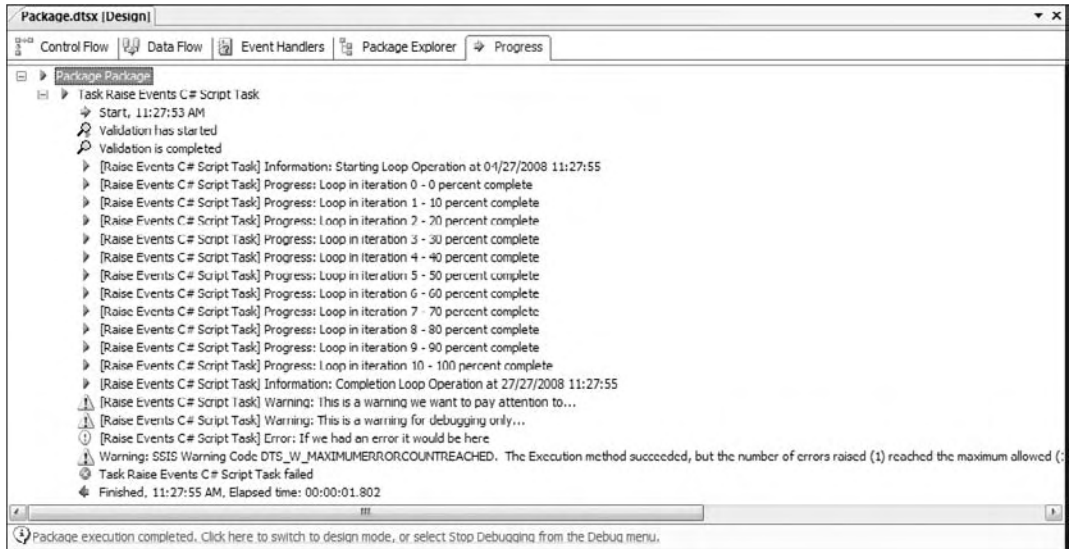 Package.dtsx [Design]
Control Flow Data Flow Event Handlers Package Explorer Progress
Package Package
Task Raise Events C# Script Task
Start, 11:27:53 AM
Validation has started
Validation is completed
[Raise Events C# Script Task] Information: Starting Loop Operation at 04/27/2008 11:27:55
[Raise Events C# Script Task] Progress: Loop in iteration 0 - 0 percent complete
[Raise Events C# Script Task] Progress: Loop in iteration 1 - 10 percent complete
[Raise Events C# Script Task] Progress: Loop in iteration 2 - 20 percent complete
[Raise Events C# Script Task] Progress: Loop in iteration 3 - 30 percent complete
[Raise Events C# Script Task] Progress: Loop in iteration 4 - 40 percent complete
[Raise Events C# Script Task] Progress: Loop in iteration 5 - 50 percent complete
[Raise Events C# Script Task] Progress: Loop in iteration 6 - 60 percent complete
[Raise Events C# Script Task] Progress: Loop in iteration 7 - 70 percent complete
[Raise Events C# Script Task] Progress: Loop in iteration 8 - 80 percent complete
[Raise Events C# Script Task] Progress: Loop in iteration 9 - 90 percent complete
[Raise Events C# Script Task] Progress: Loop in iteration 10 - 100 percent complete
[Raise Events C# Script Task] Information: Completion Loop Operation at 27/27/2008 11:27:55
[Raise Events C# Script Task] Warning: This is a warning we want to pay attention to...
[Raise Events C# Script Task] Warning: This is a warning for debugging only...
[Raise Events C# Script Task] Error: If we had an error it would be here
Warning: SSIS Warning Code DTS_W_MAXIMUMERRORCOUNTREACHED. The Execution method succeeded, but the number of errors raised (1) reached the maximum allowed (
Task Raise Events C# Script Task failed
Finished, 11:27:55 AM, Elapsed time: 00:00:01.802
Package execution completed. Click here to switch to design mode, or select Stop Debugging from the Debug menu.